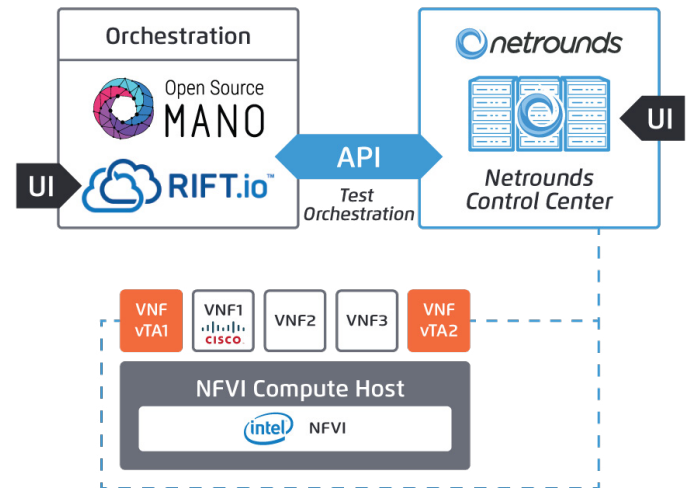 Orchestration
Open Source
MANO
UI
RIFT.io™
API
Test
Orchestration
netrounds
UI
Netrounds
Control Center
VNF
vTA1
VNF1
CISCO.
VNF2
VNF3
VNF
vTA2
NFVI Compute Host
intel
NFVI